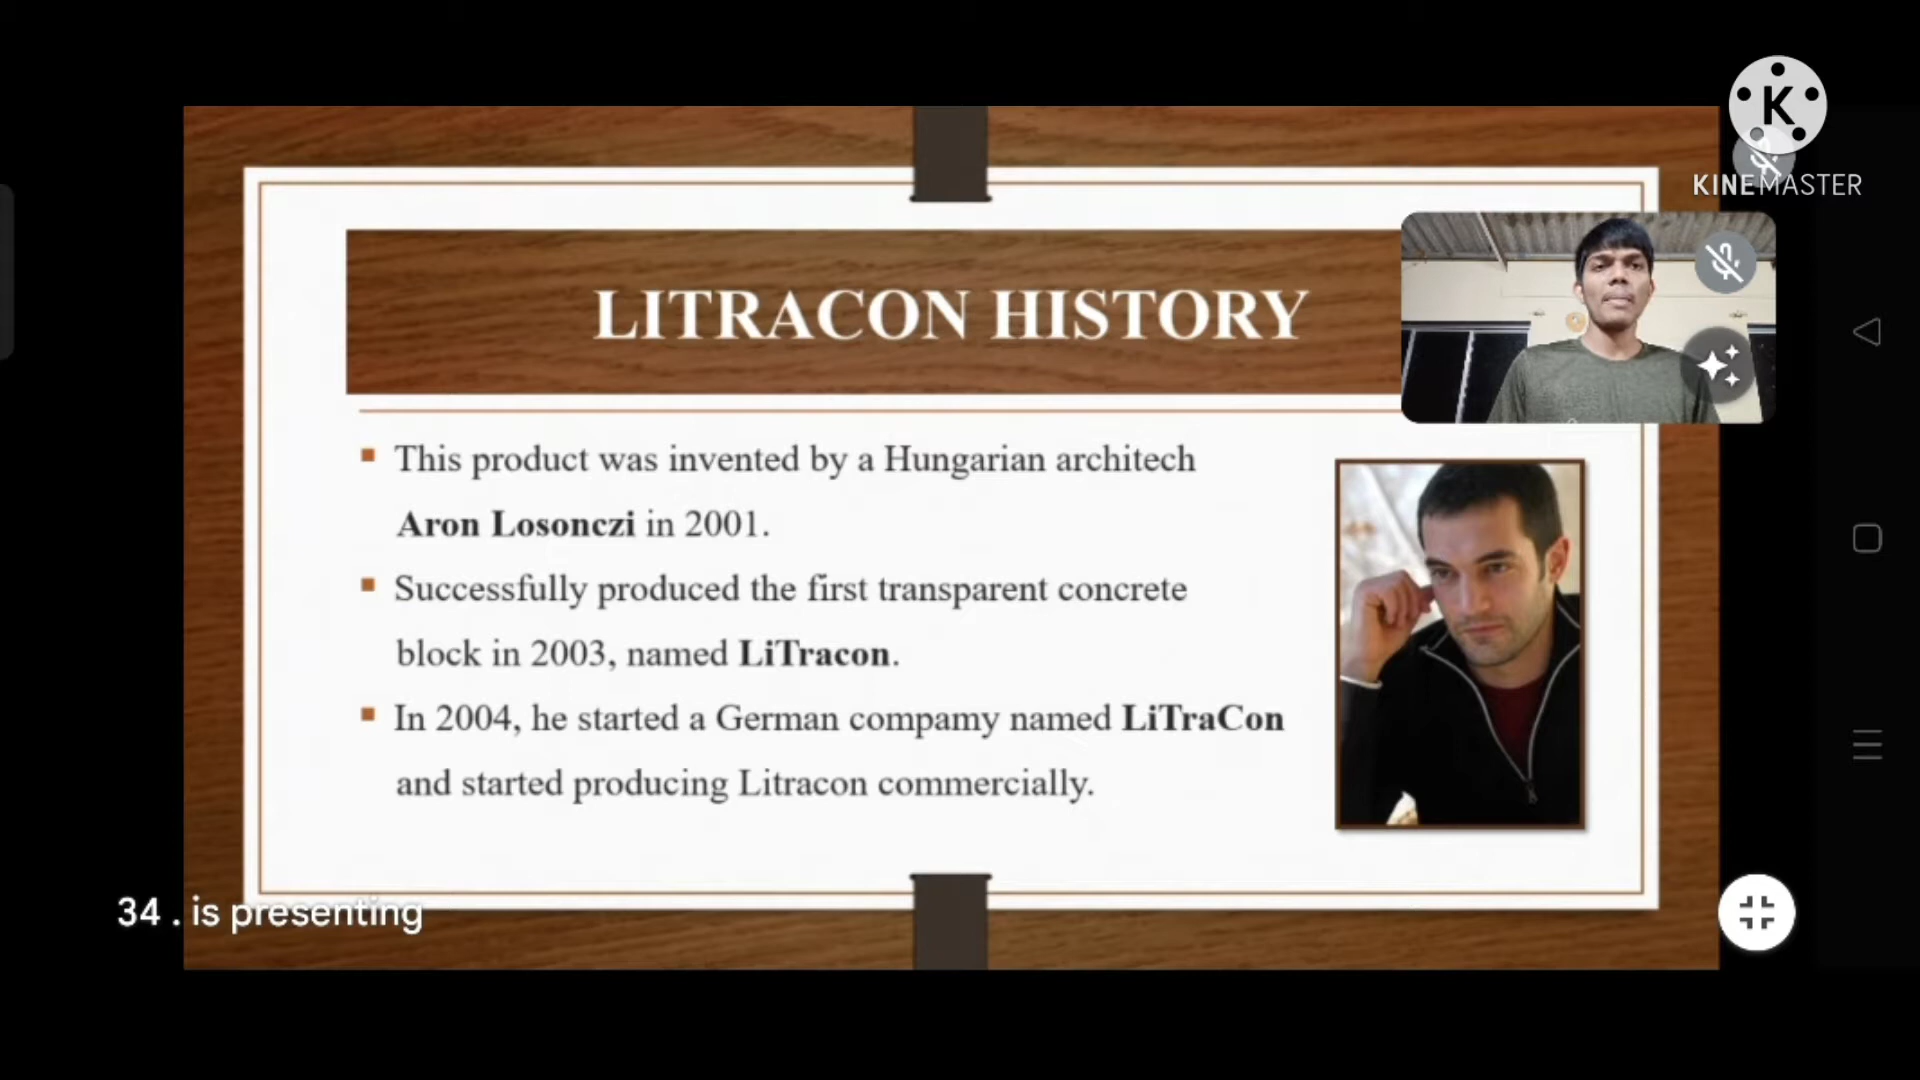 K
KINEMASTER
LITRACON HISTORY
This product was invented by a Hungarian architech
Aron Losonczi in 2001.
Successfully produced the first transparent concrete
block in 2003, named LiTracon.
In 2004, he started a German compamy named LiTraCon
and started producing Litracon commercially.
34 . is presenting